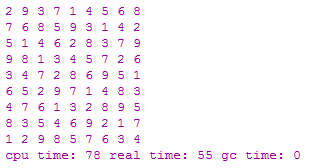 2 9 3 7 1 4 5 6 8
7 6 8 5 9 3 1 4 2
5 1 4 6 2 8 3 7 9
9 8 1 3 4 5 7 2 6
3 4 7 2 8 6 9 5 1
6 5 2 9 7 1 4 8 3
4 7 6 1 3 2 8 9 5
8 3 5 4 6 9 2 1 7
1 2 9 8 5 7 6 3 4
cpu time: 78 real time: 55 gc time: 0